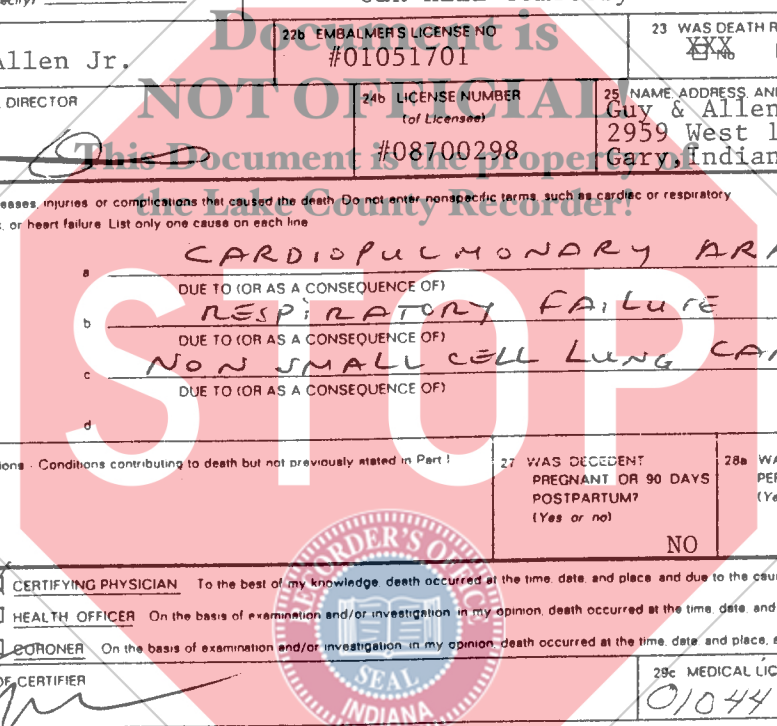 Document is
NOT OFFICIAL!
This Document is the property of
the Lake County Recorder!
STOP
22b EMBALMER'S LICENSE NO
#01051701
23 WAS DEATH R
XXX No
Allen Jr.
DIRECTOR
24b LICENSE NUMBER
(of Licensee)
#08700298
25 NAME, ADDRESS, AN
Guy & Allen
2959 West 1
Gary, Indian
eases, injuries or complications that caused the death Do not enter nonspecific terms such as cardiac or respiratory
, or heart failure List only one cause on each line
a CARDIOPULMONARY ARR
DUE TO (OR AS A CONSEQUENCE OF)
b RESPIRATORY FAILURE
DUE TO (OR AS A CONSEQUENCE OF)
c NON SMALL CELL LUNG CAN
DUE TO (OR AS A CONSEQUENCE OF)
d
ions - Conditions contributing to death but not previously stated in Part I
27 WAS DECEDENT
PREGNANT OR 90 DAYS
POSTPARTUM?
(Yes or no)
NO
28a WA
PER
(Ye
CERTIFYING PHYSICIAN To the best of my knowledge, death occurred at the time, date, and place and due to the cau
HEALTH OFFICER On the basis of examination and/or investigation in my opinion, death occurred at the time, date, and
CORONER On the basis of examination and/or investigation in my opinion, death occurred at the time, date and place, a
OF CERTIFIER
29c MEDICAL LIC
01044
RECORDER'S OFFICE
SEAL
INDIANA